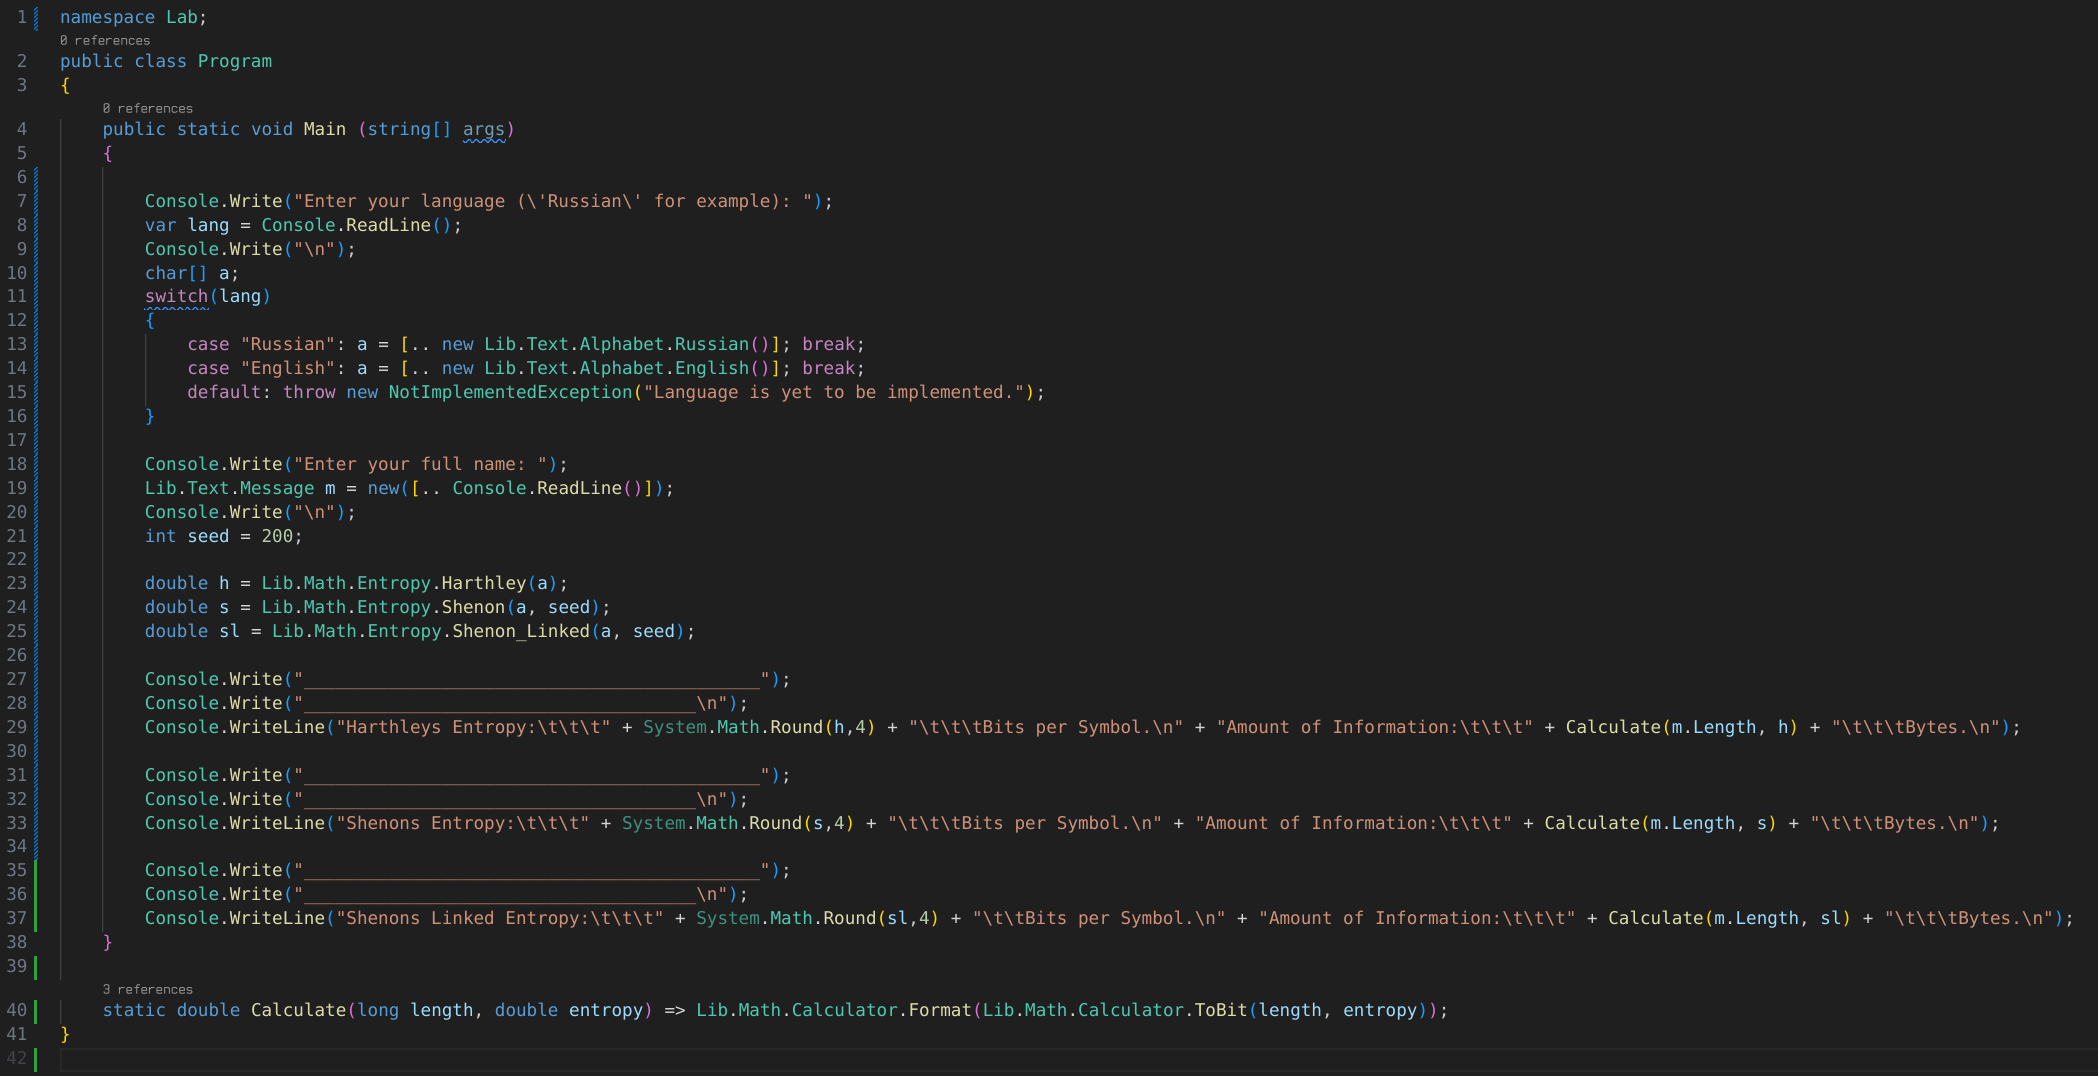 1 namespace Lab;
0 references
2 public class Program
3 {
0 references
4 public static void Main (string[] args)
5 {
6
7 Console.Write("Enter your language (\'Russian\' for example): ");
8 var lang = Console.ReadLine();
9 Console.Write("\n");
10 char[] a;
11 switch(lang)
12 {
13 case "Russian": a = [.. new Lib.Text.Alphabet.Russian()]; break;
14 case "English": a = [.. new Lib.Text.Alphabet.English()]; break;
15 default: throw new NotImplementedException("Language is yet to be implemented.");
16 }
17
18 Console.Write("Enter your full name: ");
19 Lib.Text.Message m = new([.. Console.ReadLine()]);
20 Console.Write("\n");
21 int seed = 200;
22
23 double h = Lib.Math.Entropy.Harthley(a);
24 double s = Lib.Math.Entropy.Shenon(a, seed);
25 double sl = Lib.Math.Entropy.Shenon_Linked(a, seed);
26
27 Console.Write("___________________________________________");
28 Console.Write("_____________________________________\n");
29 Console.WriteLine("Harthleys Entropy:\t\t\t" + System.Math.Round(h,4) + "\t\t\tBits per Symbol.\n" + "Amount of Information:\t\t\t" + Calculate(m.Length, h) + "\t\t\tBytes.\n");
30
31 Console.Write("___________________________________________");
32 Console.Write("_____________________________________\n");
33 Console.WriteLine("Shenons Entropy:\t\t\t" + System.Math.Round(s,4) + "\t\t\tBits per Symbol.\n" + "Amount of Information:\t\t\t" + Calculate(m.Length, s) + "\t\t\tBytes.\n");
34
35 Console.Write("___________________________________________");
36 Console.Write("_____________________________________\n");
37 Console.WriteLine("Shenons Linked Entropy:\t\t\t" + System.Math.Round(sl,4) + "\t\tBits per Symbol.\n" + "Amount of Information:\t\t\t" + Calculate(m.Length, sl) + "\t\t\tBytes.\n");
38 }
39
3 references
40 static double Calculate(long length, double entropy) => Lib.Math.Calculator.Format(Lib.Math.Calculator.ToBit(length, entropy));
41 }
42